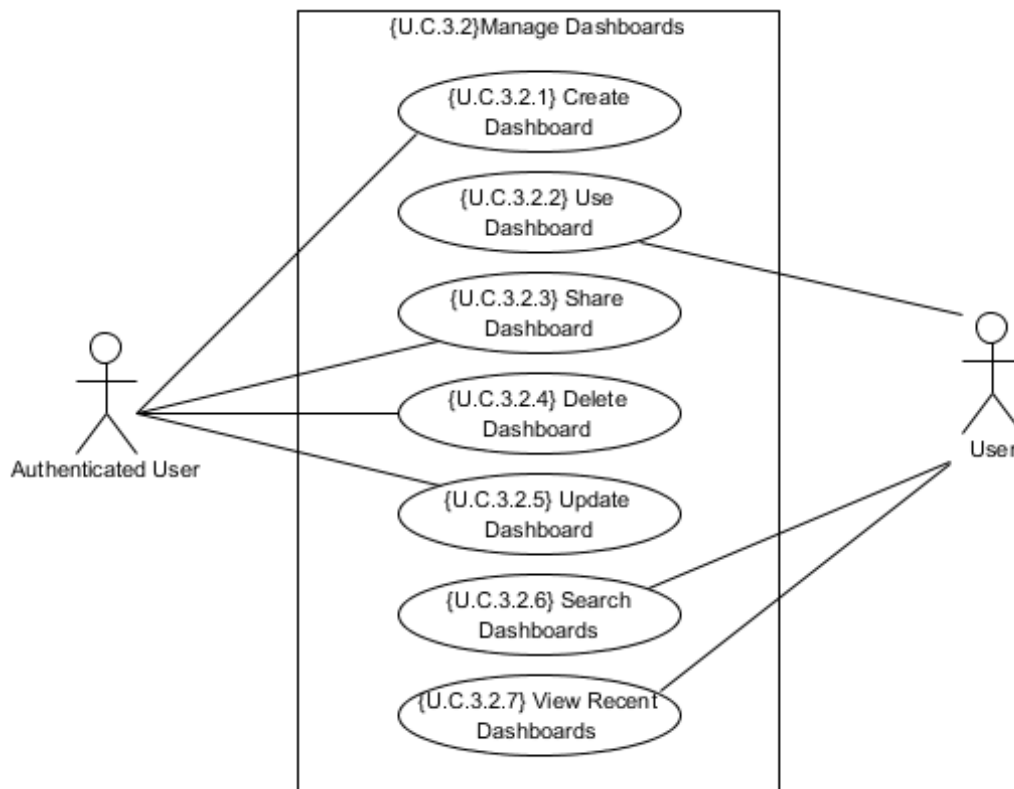 {U.C.3.2}Manage Dashboards
{U.C.3.2.1} Create
Dashboard
{U.C.3.2.2} Use
Dashboard
{U.C.3.2.3} Share
Dashboard
{U.C.3.2.4} Delete
Dashboard
{U.C.3.2.5} Update
Dashboard
{U.C.3.2.6} Search
Dashboards
{U.C.3.2.7} View Recent
Dashboards
Authenticated User
User